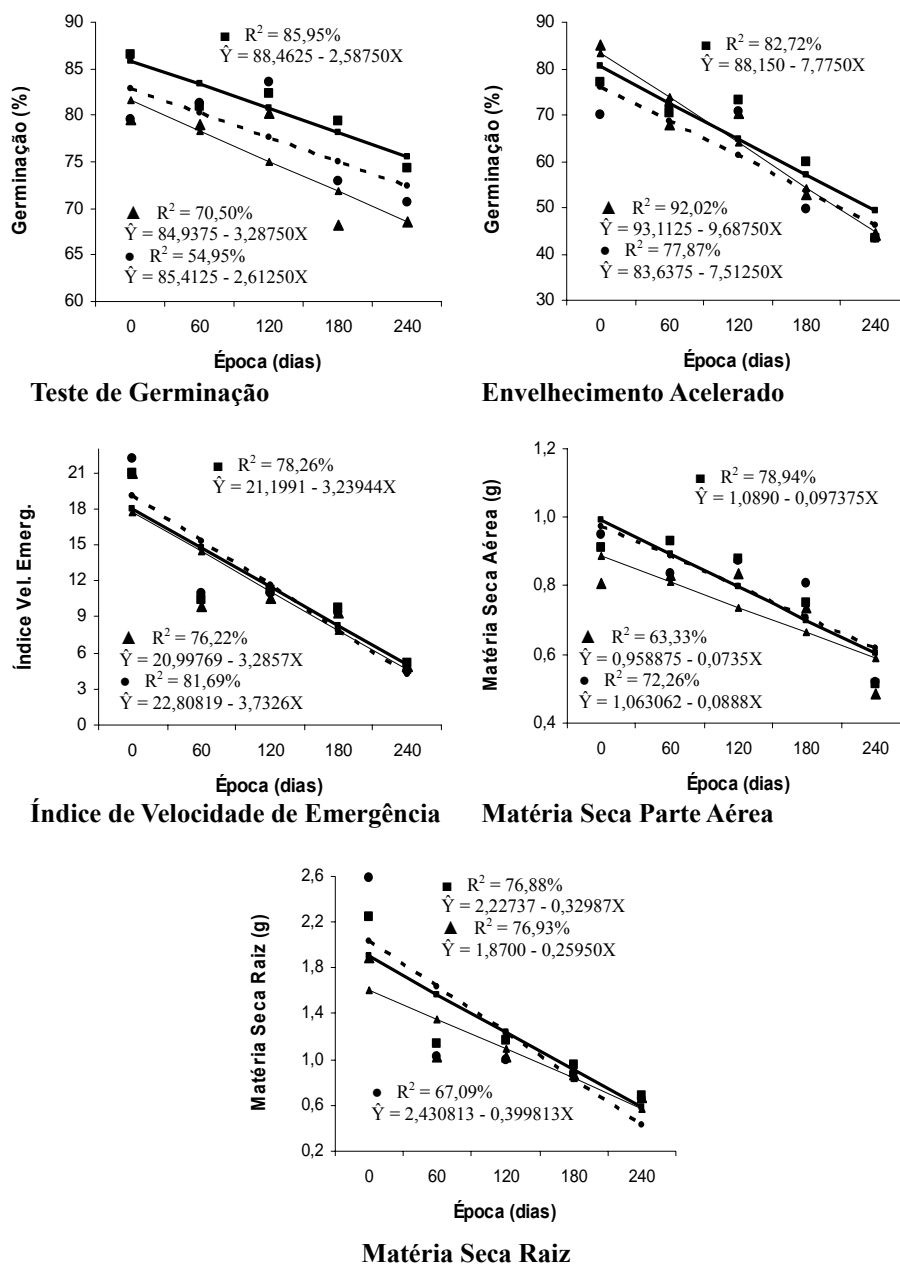 90
85
80
75
70
65
60
Germinação (%)
R² = 85,95%
Ŷ = 88,4625 - 2,58750X
R² = 70,50%
Ŷ = 84,9375 - 3,28750X
R² = 54,95%
Ŷ = 85,4125 - 2,61250X
0 60 120 180 240
Época (dias)
Teste de Germinação
90
80
70
60
50
40
30
Germinação (%)
R² = 82,72%
Ŷ = 88,150 - 7,7750X
R² = 92,02%
Ŷ = 93,1125 - 9,68750X
R² = 77,87%
Ŷ = 83,6375 - 7,51250X
0 60 120 180 240
Época (dias)
Envelhecimento Acelerado
21
18
15
12
9
6
3
0
Índice Vel. Emerg.
R² = 78,26%
Ŷ = 21,1991 - 3,23944X
R² = 76,22%
Ŷ = 20,99769 - 3,2857X
R² = 81,69%
Ŷ = 22,80819 - 3,7326X
0 60 120 180 240
Época (dias)
Índice de Velocidade de Emergência
1,2
1,0
0,8
0,6
0,4
Matéria Seca Aérea (g)
R² = 78,94%
Ŷ = 1,0890 - 0,097375X
R² = 63,33%
Ŷ = 0,958875 - 0,0735X
R² = 72,26%
Ŷ = 1,063062 - 0,0888X
0 60 120 180 240
Época (dias)
Matéria Seca Parte Aérea
2,6
2,2
1,8
1,4
1,0
0,6
0,2
Matéria Seca Raiz (g)
R² = 76,88%
Ŷ = 2,22737 - 0,32987X
R² = 76,93%
Ŷ = 1,8700 - 0,25950X
R² = 67,09%
Ŷ = 2,430813 - 0,399813X
0 60 120 180 240
Época (dias)
Matéria Seca Raiz